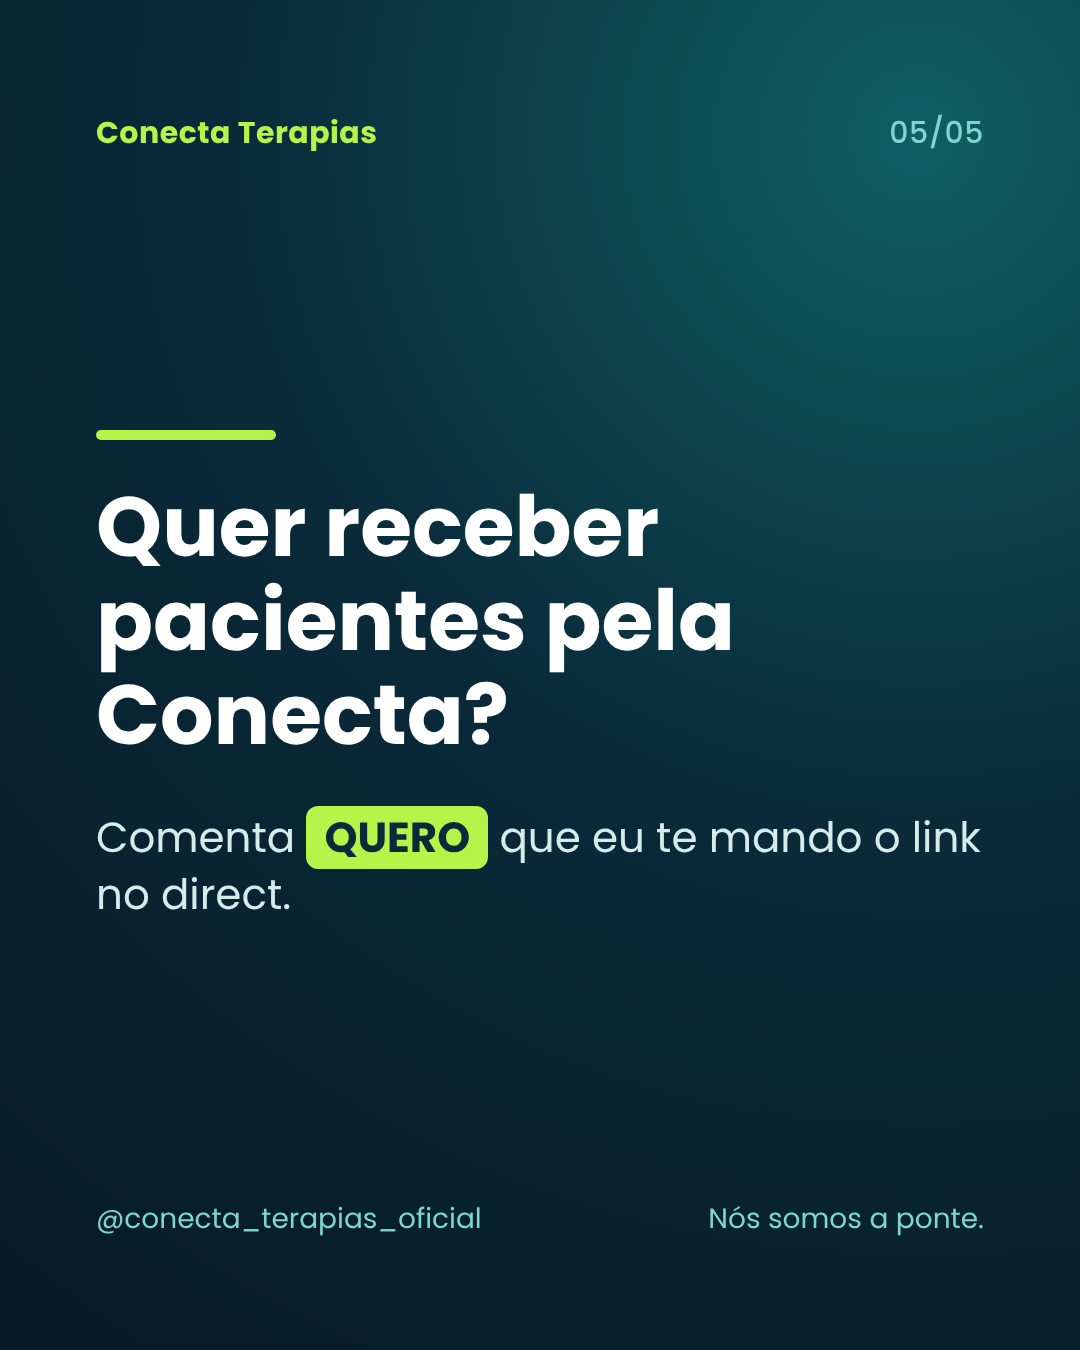 Conecta Terapias
05/05
Quer receber
pacientes pela
Conecta?
Comenta QUERO que eu te mando o link
no direct.
@conecta_terapias_oficial
Nós somos a ponte.